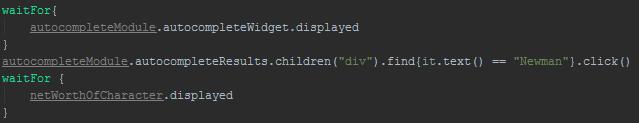 waitFor{
    autocompleteModule.autocompleteWidget.displayed
}
autocompleteModule.autocompleteResults.children("div").find{it.text() == "Newman"}.click()
waitFor {
    netWorthOfCharacter.displayed
}